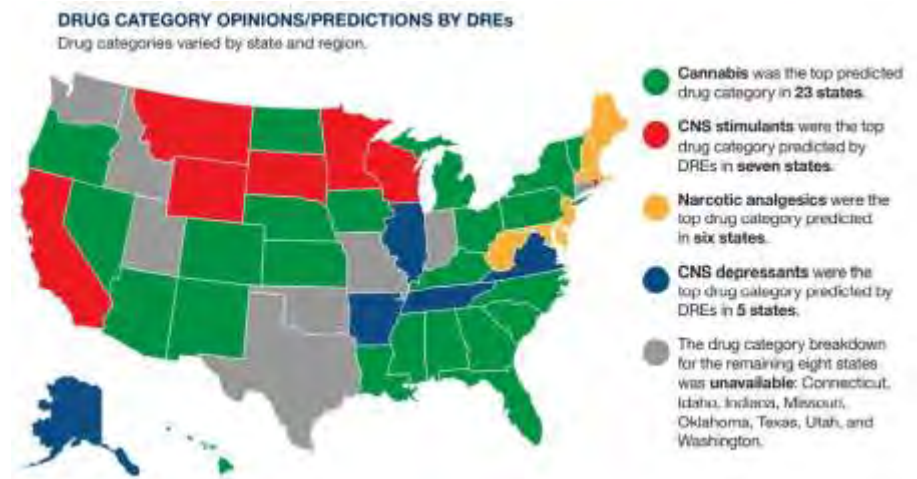 DRUG CATEGORY OPINIONS/PREDICTIONS BY DREs
Drug categories varied by state and region.
Cannabis was the top predicted
drug category in 23 states.
CNS stimulants were the top
drug category predicted by
DREs in seven states.
Narcotic analgesics were the
top drug category predicted
in six states.
CNS depressants were the
top drug category predicted by
DREs in 5 states.
The drug category breakdown
for the remaining eight states
was unavailable: Connecticut,
Idaho, Indiana, Missouri,
Oklahoma, Texas, Utah, and
Washington.